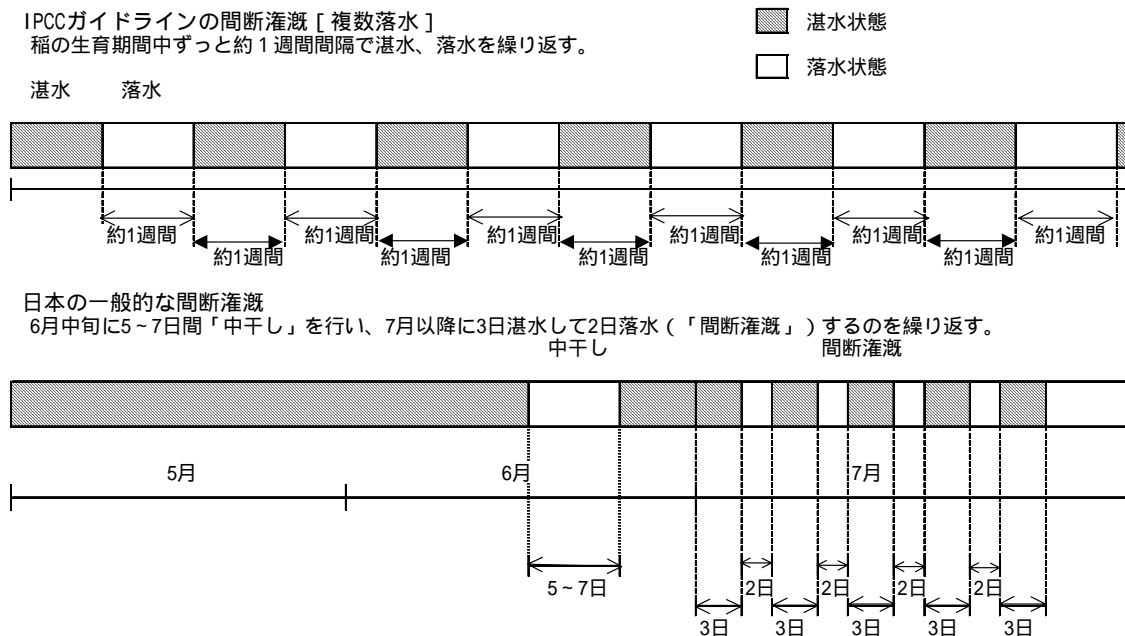 IPCCガイドラインの間断潅漑 [ 複数落水 ]
稲の生育期間中ずっと約1週間間隔で湛水、落水を繰り返す。
湛水状態
落水状態
湛水 落水
約1週間 約1週間 約1週間 約1週間 約1週間 約1週間
約1週間 約1週間 約1週間 約1週間 約1週間
日本の一般的な間断潅漑
6月中旬に5~7日間「中干し」を行い、7月以降に3日湛水して2日落水(「間断潅漑」)するのを繰り返す。
中干し 間断潅漑
5月 6月 7月
5~7日 2日 2日 2日 2日
3日 3日 3日 3日 3日